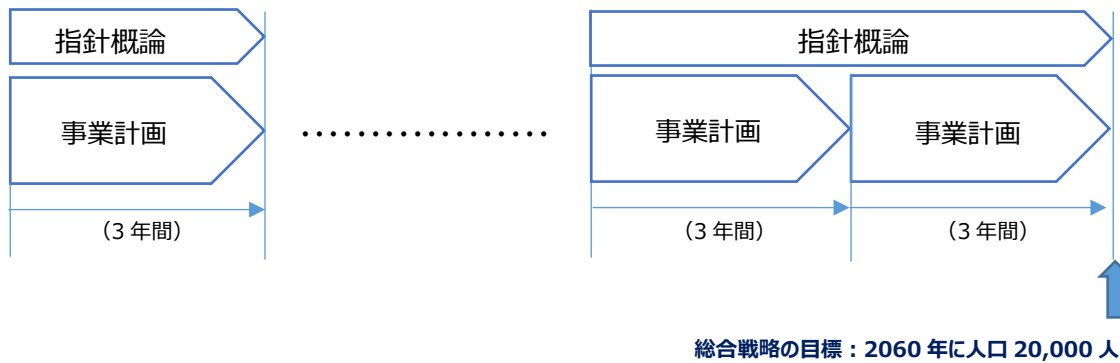 指針概論
指針概論
事業計画
………………
事業計画
事業計画
（3 年間）
（3 年間）
（3 年間）
総合戦略の目標：2060 年に人口 20,000 人